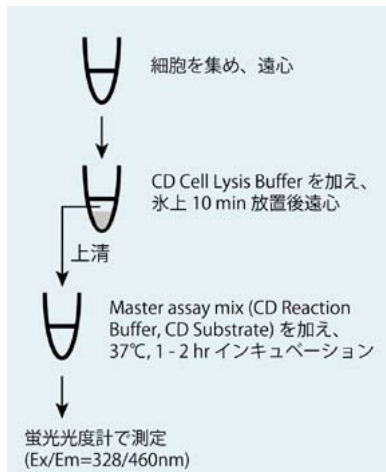 細胞を集め、遠心
CD Cell Lysis Buffer を加え、
氷上 10 min 放置後遠心
上清
Master assay mix (CD Reaction
Buffer, CD Substrate) を加え、
37℃, 1 - 2 hr インキュベーション
蛍光光度計で測定
(Ex/Em=328/460nm)